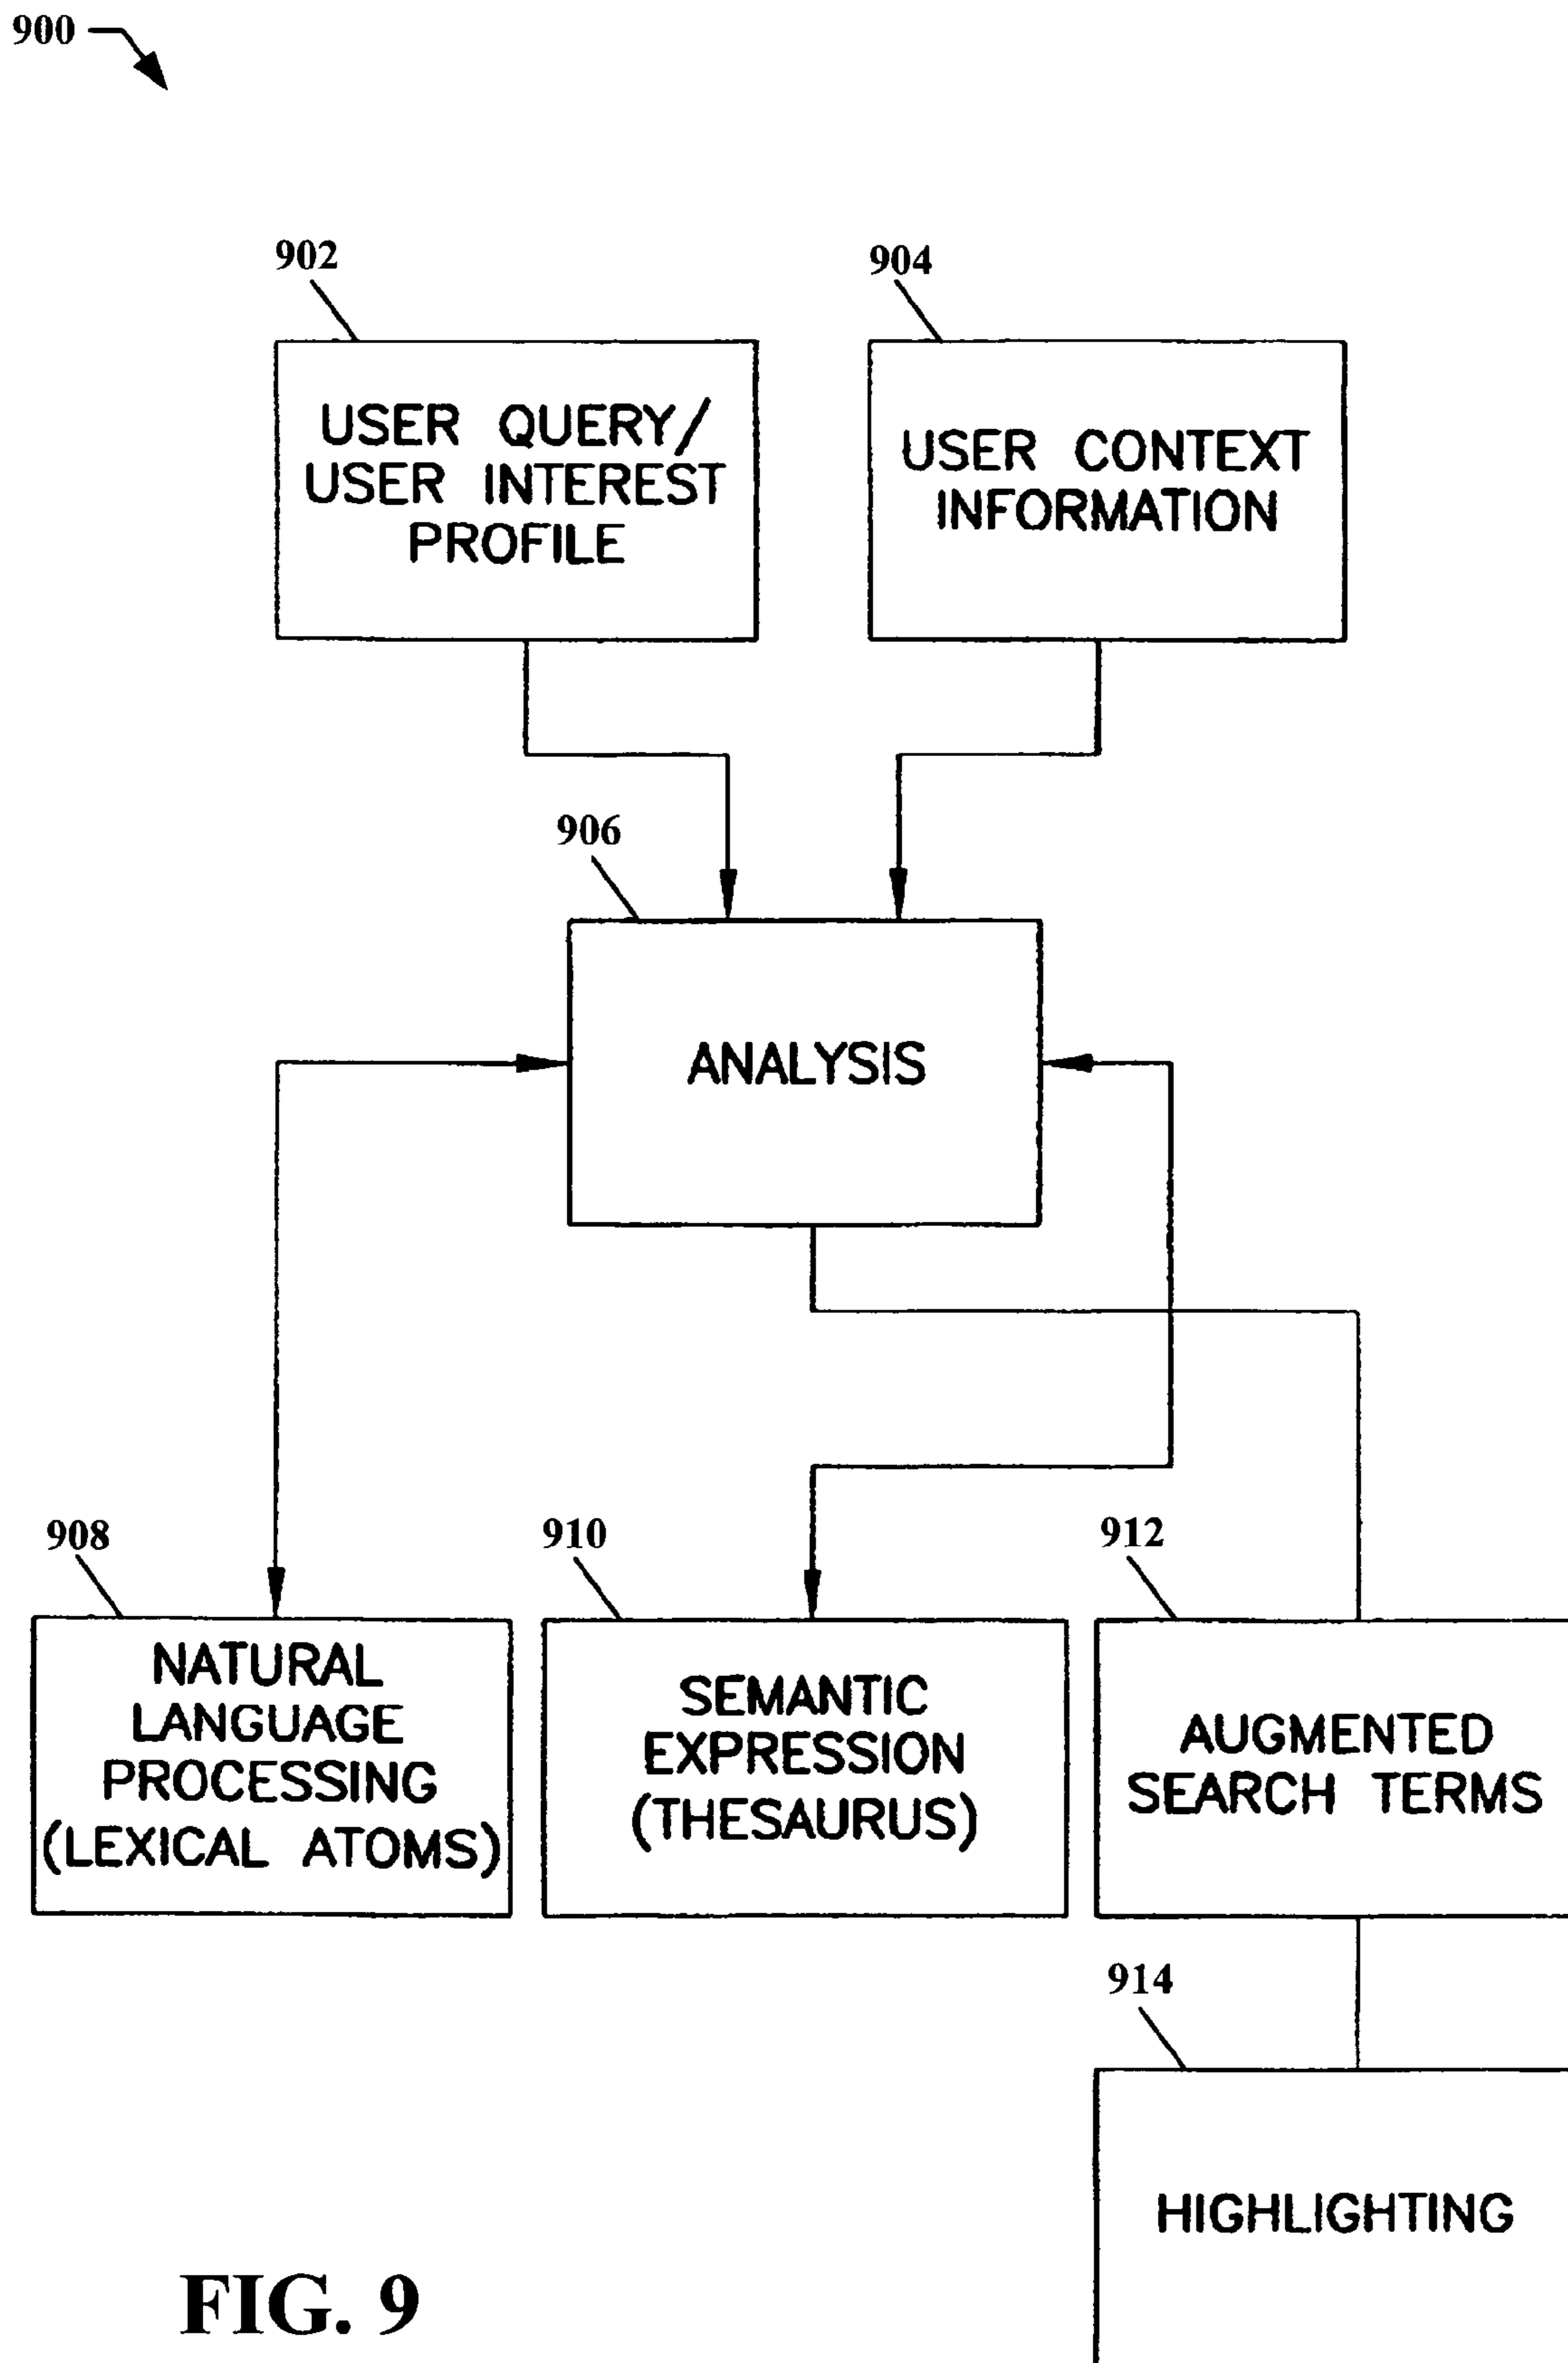 900
902
904
USER QUERY/
USER INTEREST
PROFILE
USER CONTEXT
INFORMATION
906
ANALYSIS
908
910
912
NATURAL
LANGUAGE
PROCESSING
(LEXICAL ATOMS)
SEMANTIC
EXPRESSION
(THESAURUS)
AUGMENTED
SEARCH TERMS
914
HIGHLIGHTING
FIG. 9